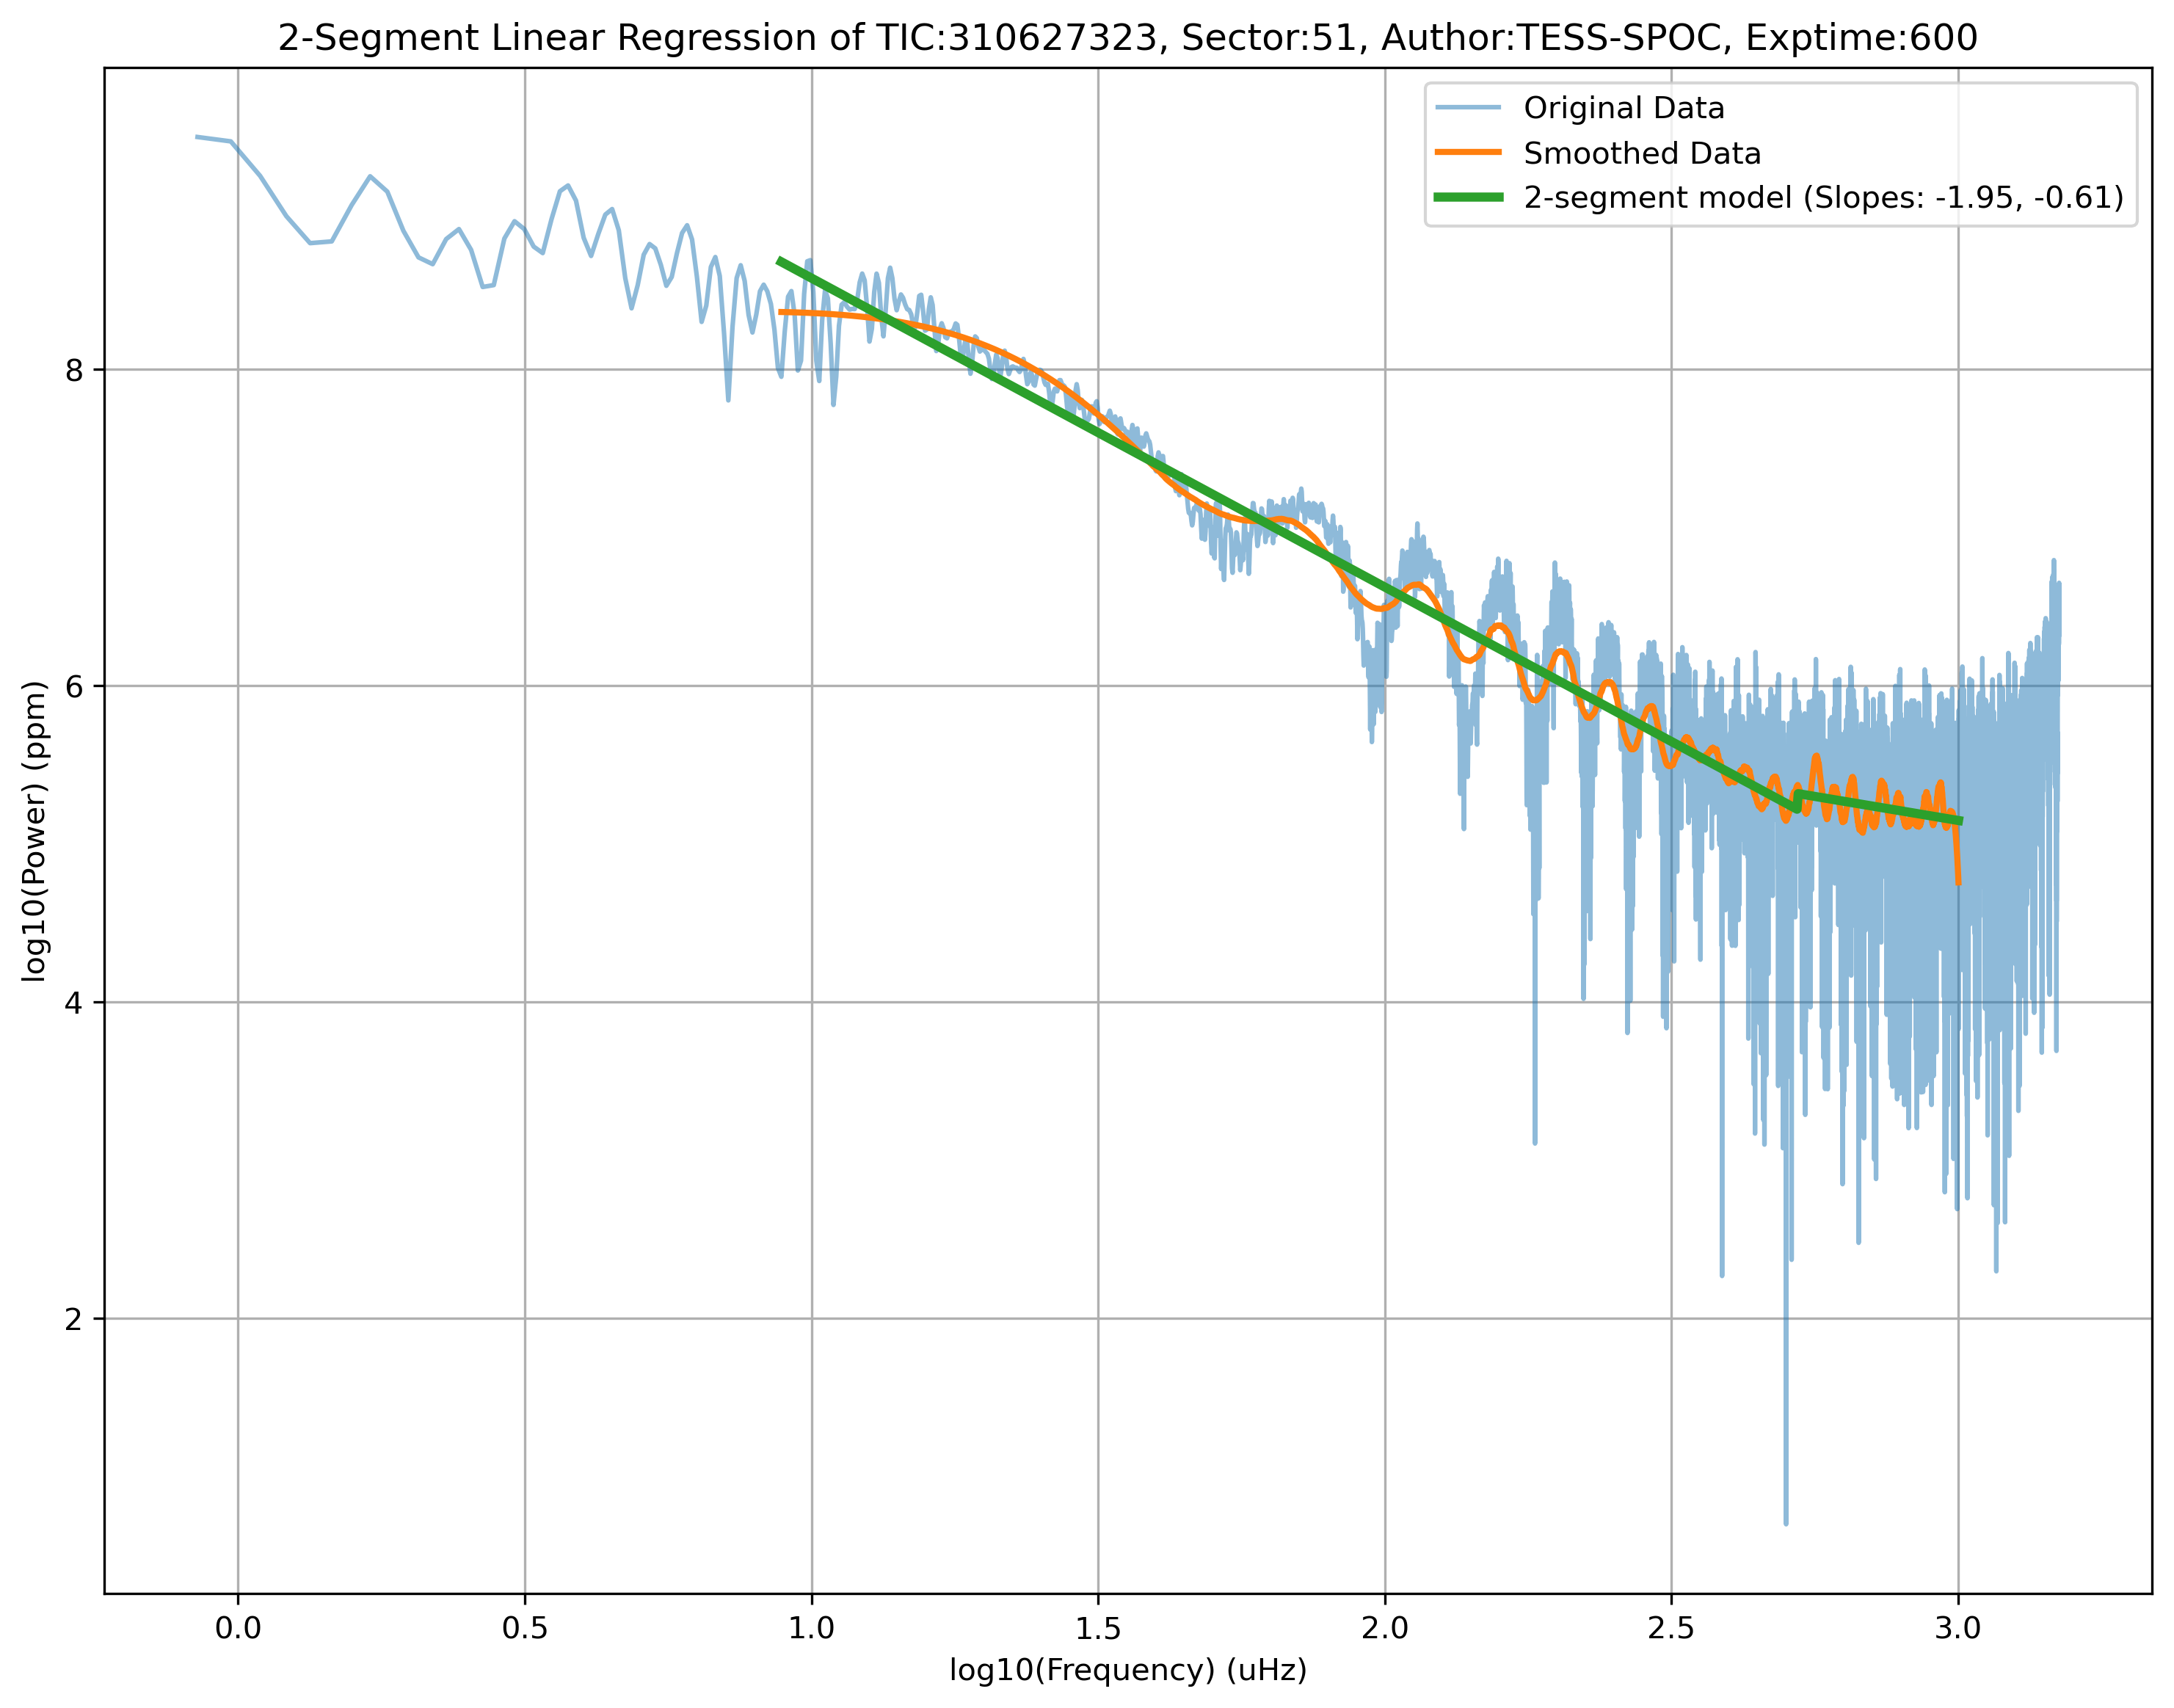 2-Segment Linear Regression of TIC:310627323, Sector:51, Author:TESS-SPOC, Exptime:600
Original Data
Smoothed Data
2-segment model (Slopes: -1.95, -0.61)
log10(Power) (ppm)
8
6
4
2
0.0 0.5 1.0 1.5 2.0 2.5 3.0
log10(Frequency) (uHz)